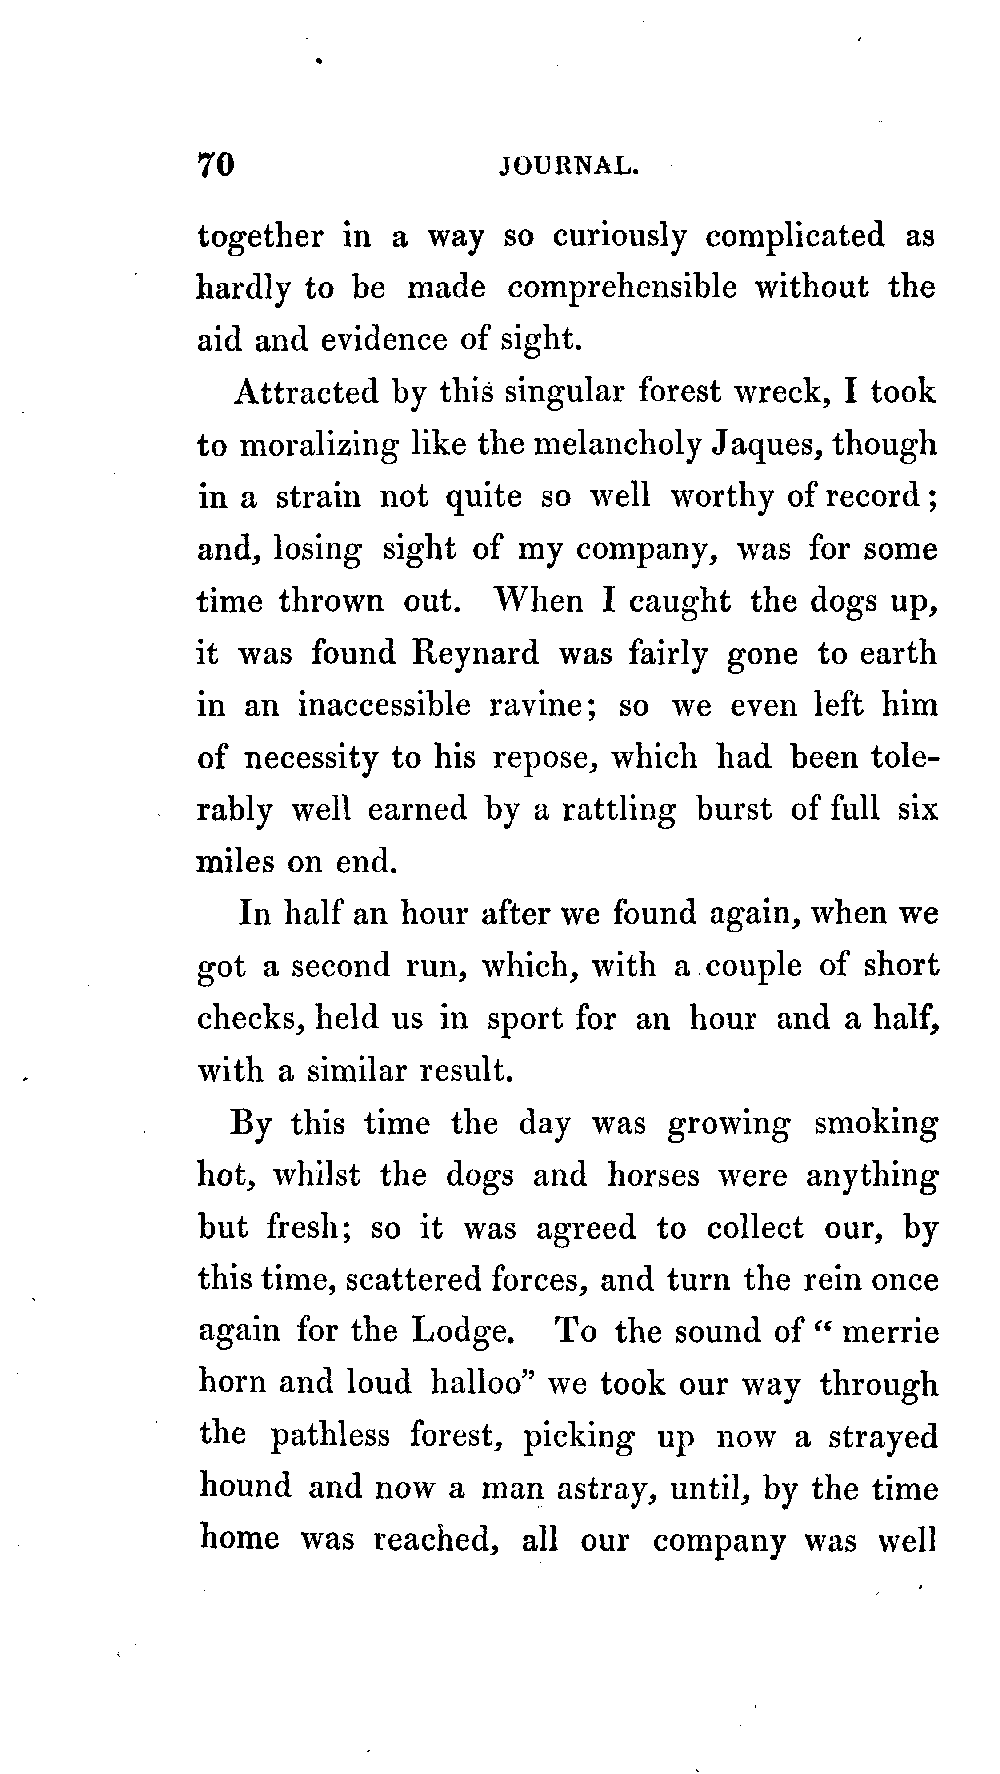 70 JOURNAL.
together in a way so curiously complicated as
hardly to be made comprehensible without the
aid and evidence of sight.
Attracted by this singular forest wreck, I took
to moralizing like the melancholy Jaques, though
in a strain not quite so well worthy of record;
and, losing sight of my company, was for some
time thrown out. When I caught the dogs up,
it was found Reynard was fairly gone to earth
in an inaccessible ravine; so we even left him
of necessity to his repose, which had been tole-
rably well earned by a rattling burst of full six
miles on end.
In half an hour after we found again, when we
got a second run, which, with a couple of short
checks, held us in sport for an hour and a half,
with a similar result.
By this time the day was growing smoking
hot, whilst the dogs and horses were anything
but fresh; so it was agreed to collect our, by
this time, scattered forces, and turn the rein once
again for the Lodge. To the sound of “ merrie
horn and loud halloo” we took our way through
the pathless forest, picking up now a strayed
hound and now a man astray, until, by the time
home was reached, all our company was well